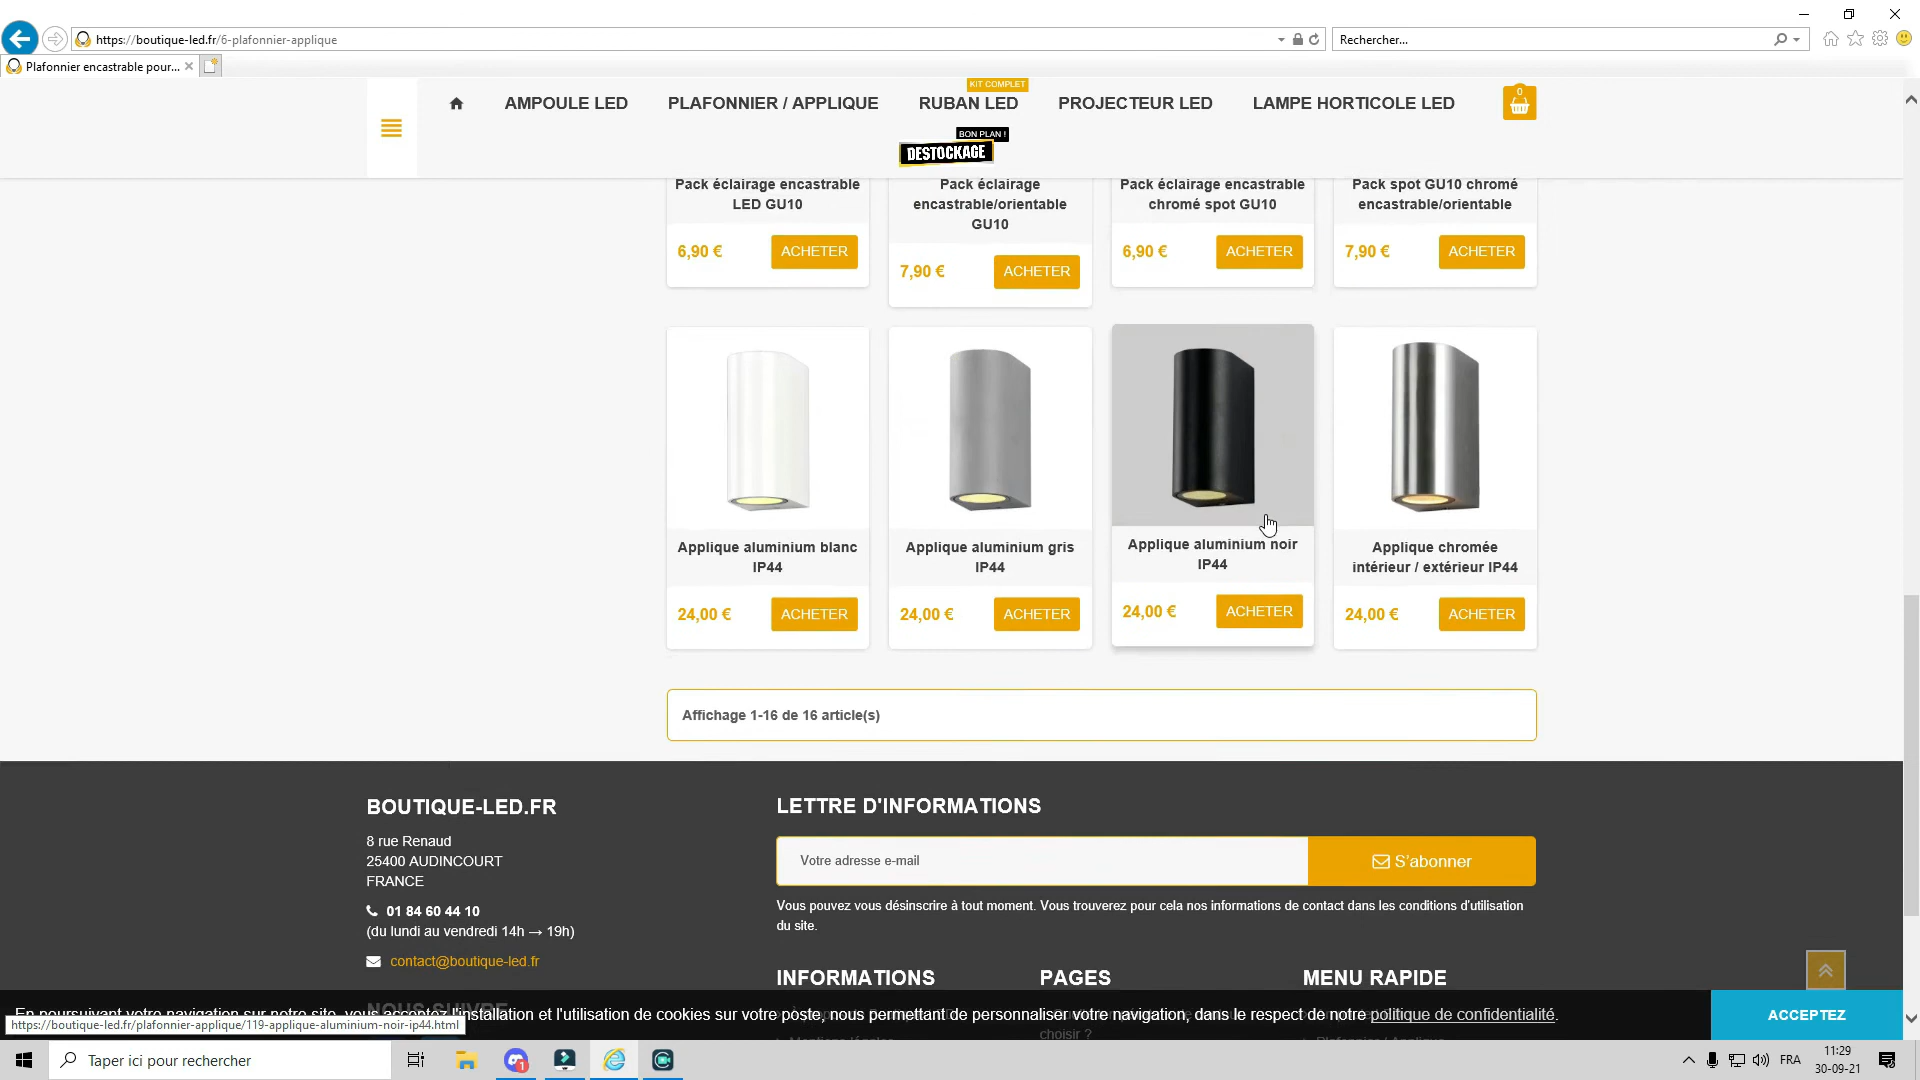 https://boutique-led.fr/6-plafonnier-applique
Rechercher...
Plafonnier encastrable pour...
KIT COMPLET
AMPOULE LED
PLAFONNIER / APPLIQUE
RUBAN LED
PROJECTEUR LED
LAMPE HORTICOLE LED
0
BON PLAN !
DESTOCKAGE
Pack éclairage encastrable
LED GU10
6,90 €
ACHETER
Pack éclairage
encastrable/orientable
GU10
7,90 €
ACHETER
Pack éclairage encastrable
chromé spot GU10
6,90 €
ACHETER
Pack spot GU10 chromé
encastrable/orientable
7,90 €
ACHETER
Applique aluminium blanc
IP44
24,00 €
ACHETER
Applique aluminium gris
IP44
24,00 €
ACHETER
Applique aluminium noir
IP44
24,00 €
ACHETER
Applique chromée
intérieur / extérieur IP44
24,00 €
ACHETER
Affichage 1-16 de 16 article(s)
BOUTIQUE-LED.FR
8 rue Renaud
25400 AUDINCOURT
FRANCE
01 84 60 44 10
(du lundi au vendredi 14h → 19h)
contact@boutique-led.fr
NOUS SUIVRE
LETTRE D'INFORMATIONS
Votre adresse e-mail
S'abonner
Vous pouvez vous désinscrire à tout moment. Vous trouverez pour cela nos informations de contact dans les conditions d'utilisation
du site.
INFORMATIONS
PAGES
MENU RAPIDE
choisir ?
Mentions légales
Plafonnier / Applique
En poursuivant votre navigation sur notre site, vous acceptez l'installation et l'utilisation de cookies sur votre poste, nous permettant de personnaliser votre navigation, dans le respect de notre politique de confidentialité.
ACCEPTEZ
https://boutique-led.fr/plafonnier-applique/119-applique-aluminium-noir-ip44.html
Taper ici pour rechercher
1
FRA
11:29
30-09-21